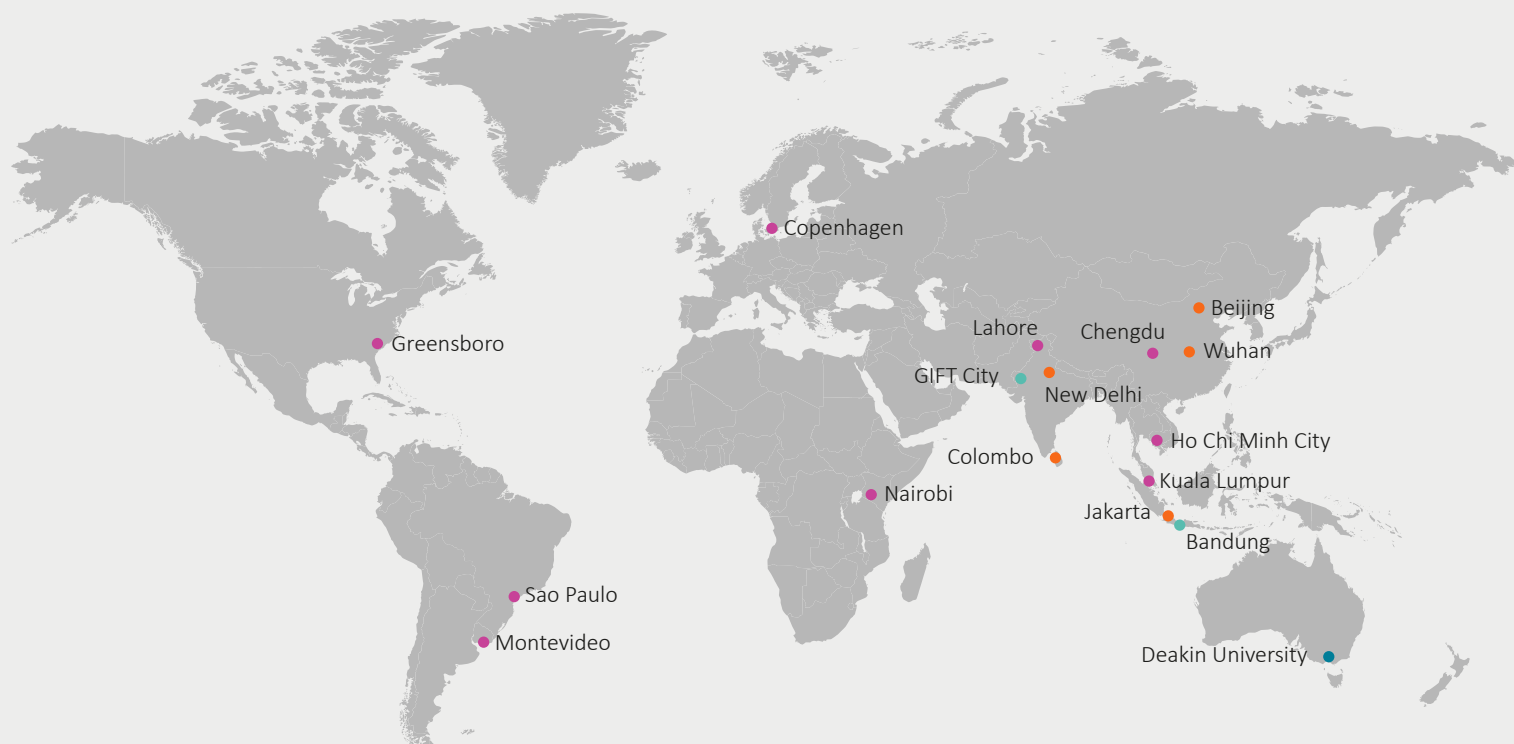 Copenhagen
Beijing
Lahore
Chengdu
Greensboro
Wuhan
GIFT City
New Delhi
Ho Chi Minh City
Colombo
Kuala Lumpur
Nairobi
Jakarta
Bandung
Sao Paulo
Montevideo
Deakin University